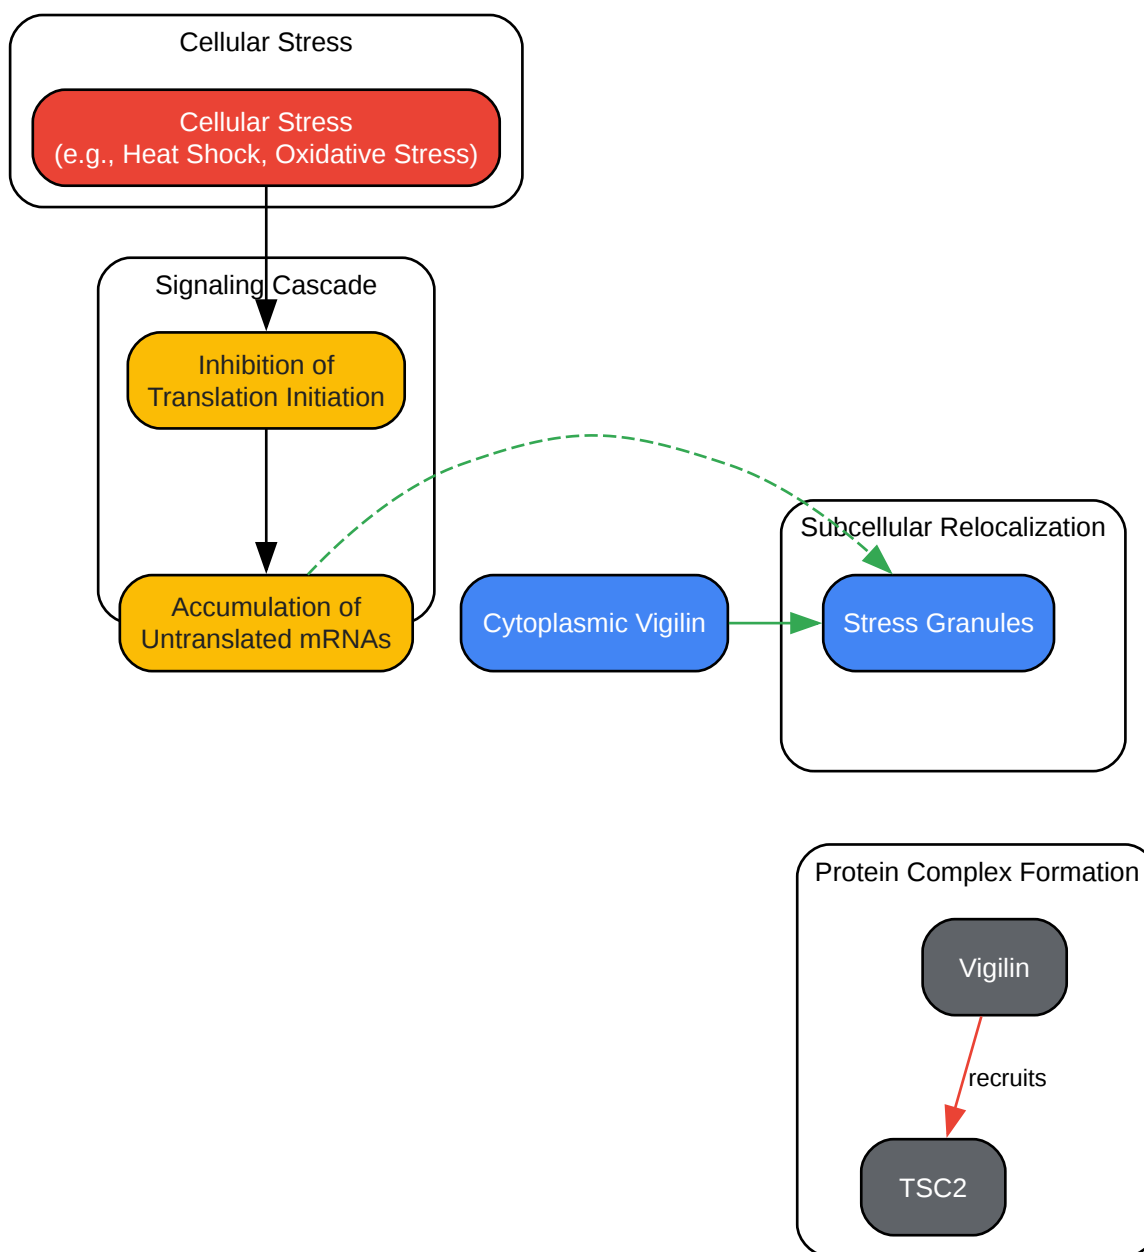 Cellular Stress
Cellular Stress
(e.g., Heat Shock, Oxidative Stress)
Signaling Cascade
Inhibition of
Translation Initiation
Subcellular Relocalization
Accumulation of
Untranslated mRNAs
Cytoplasmic Vigilin
Stress Granules
Protein Complex Formation
Vigilin
recruits
TSC2